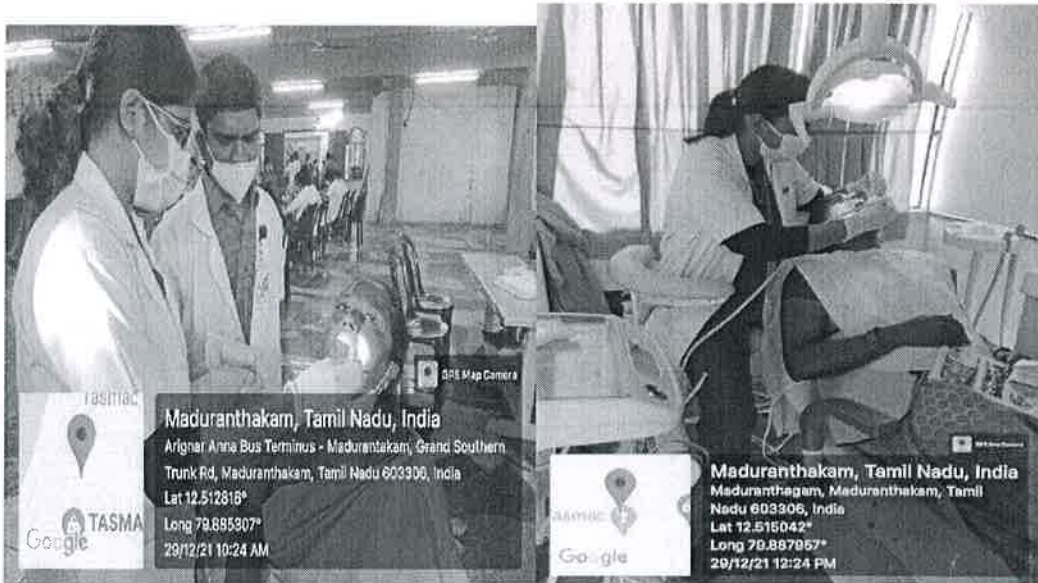 GPS Map Camera
Tasmac
Maduranthakam, Tamil Nadu, India
Arignar Anna Bus Terminus - Madurantakam, Grand Southern
Trunk Rd, Maduranthakam, Tamil Nadu 603306, India
Lat 12.512818°
Long 79.885307°
29/12/21 10:24 AM
TASMA
Google
Maduranthakam, Tamil Nadu, India
Maduranthagam, Maduranthakam, Tamil
Nadu 603306, India
Lat 12.515042°
Long 79.887957°
29/12/21 12:24 PM
asmac
Google